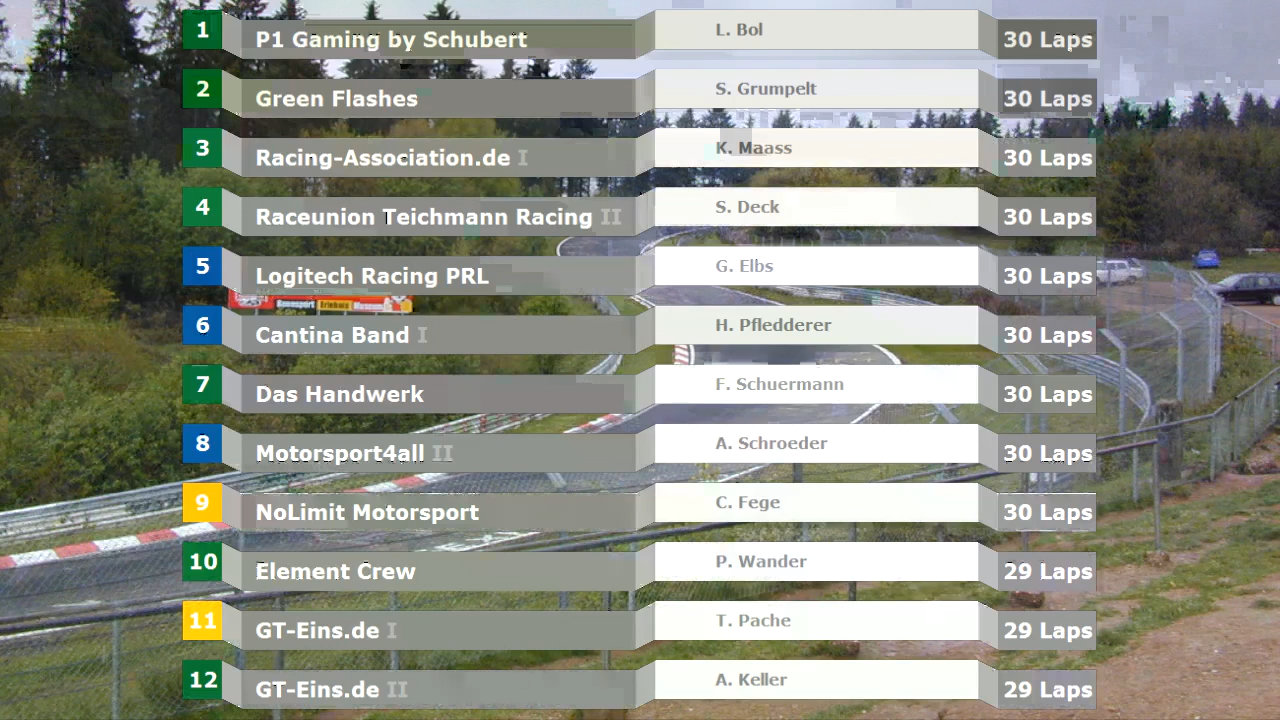 1 P1 Gaming by Schubert L. Bol 30 Laps
2 Green Flashes S. Grumpelt 30 Laps
3 Racing-Association.de I K. Maass 30 Laps
4 Raceunion Teichmann Racing II S. Deck 30 Laps
5 Logitech Racing PRL G. Elbs 30 Laps
6 Cantina Band I H. Pfledderer 30 Laps
7 Das Handwerk F. Schuermann 30 Laps
8 Motorsport4all II A. Schroeder 30 Laps
9 NoLimit Motorsport C. Fege 30 Laps
10 Element Crew P. Wander 29 Laps
11 GT-Eins.de I T. Pache 29 Laps
12 GT-Eins.de II A. Keller 29 Laps